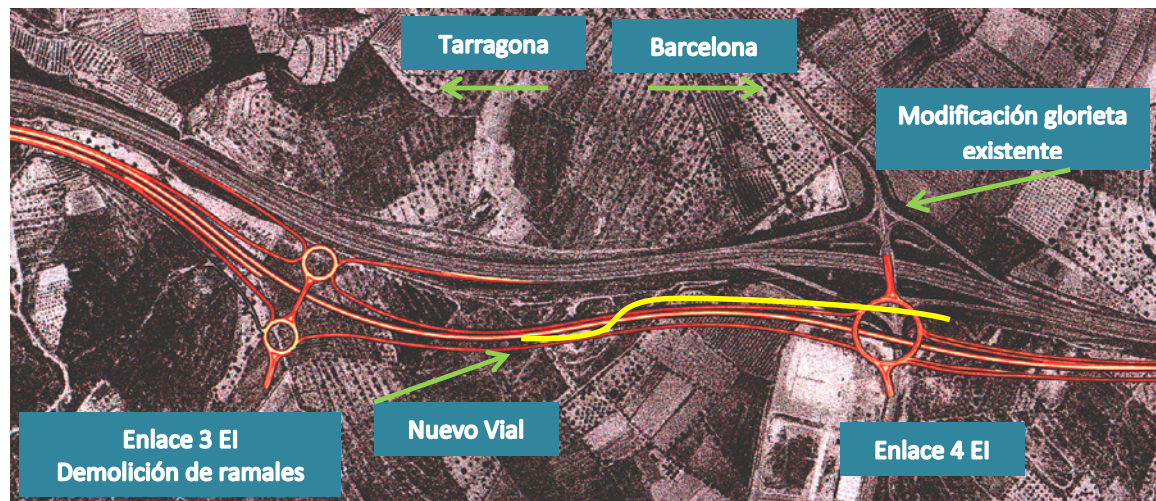 Tarragona
Barcelona
Modificación glorieta
existente
Enlace 3 EI
Demolición de ramales
Nuevo Vial
Enlace 4 EI